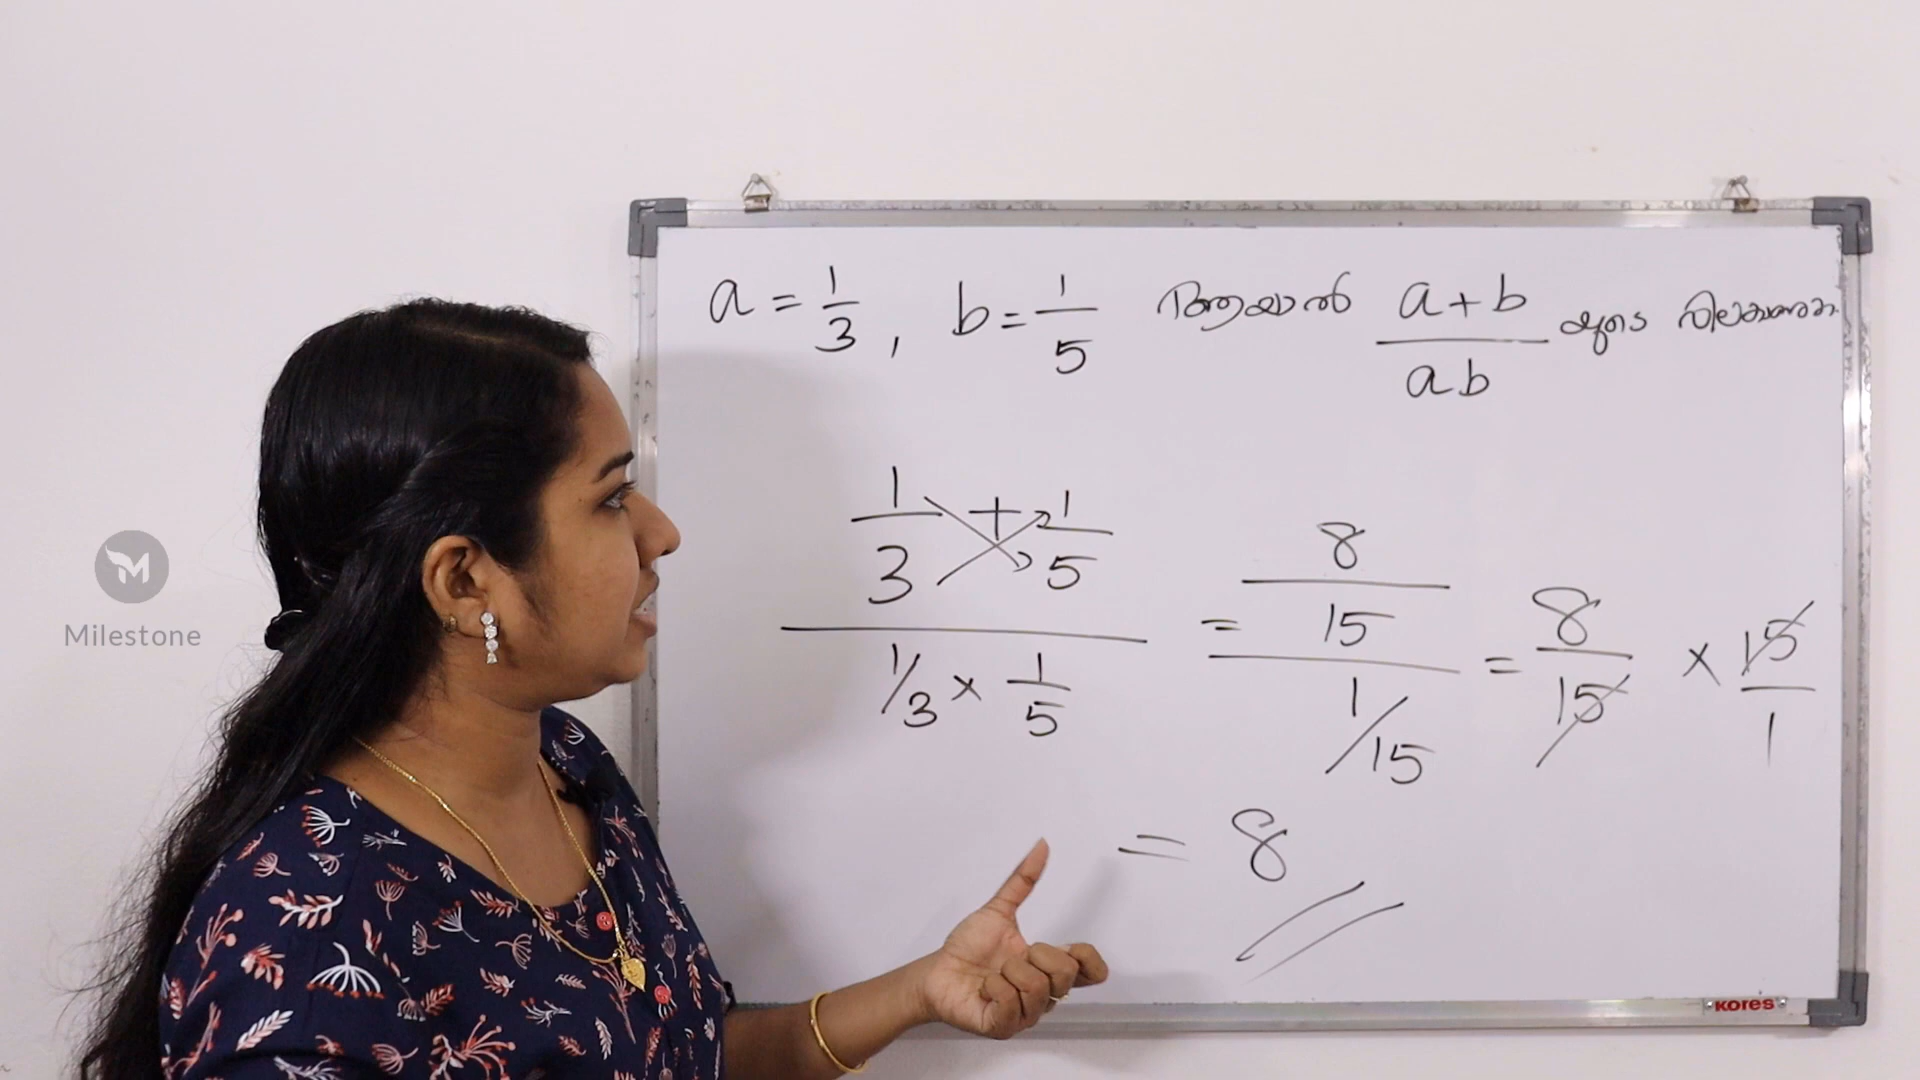 a = 1/3 , b = 1/5 ആയാൽ (a + b)/(ab) യുടെ വിലയെന്ത
(1/3 + 1/5)/(1/3 × 1/5) = (8/15)/(1/15) = 8/15 × 15/1
= 8
M
Milestone
KORES